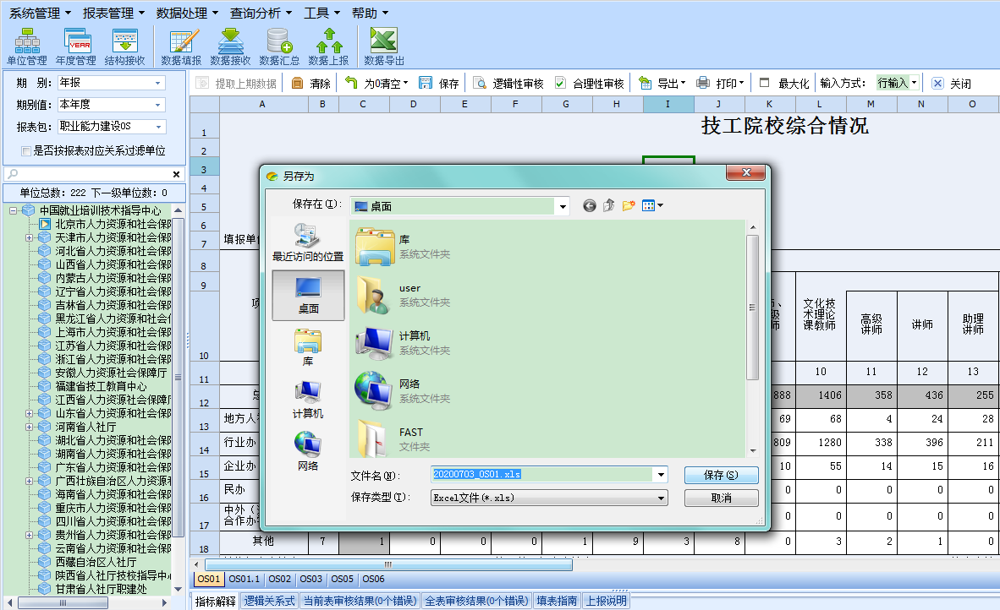 系统管理 报表管理 数据处理 查询分析 工具 帮助
单位管理 年度管理 结构接收 数据填报 数据接收 数据汇总 数据上报 数据导出
YEAR
期 别: 年报
期别值: 本年度
报表包: 职业能力建设OS
是否按报表对应关系过滤单位
单位总数: 222 下一级单位数: 0
中国就业培训技术指导中心
北京市人力资源和社会保障
天津市人力资源和社会保障
河北省人力资源和社会保障
山西省人力资源和社会保障
内蒙古人力资源和社会保障
辽宁省人力资源和社会保障
吉林省人力资源和社会保障
黑龙江省人力资源和社会
上海市人力资源和社会保障
江苏省人力资源和社会保障
浙江省人力资源和社会保障
安徽人力资源社会保障厅
福建省技工教育中心
江西省人力资源社会保障厅
山东省人力资源和社会保障
河南省人社厅
湖北省人力资源和社会保障
湖南省人力资源和社会保障
广东省人力资源和社会保障
广西壮族自治区人力资源
海南省人力资源和社会保障
重庆市人力资源和社会保障
四川省人力资源和社会保障
贵州省人力资源和社会保障
云南省人力资源和社会保障
西藏自治区人社厅
陕西省人社厅技校指导中心
甘肃省人社厅职建处
提取上期数据 清除 为0清空 保存 逻辑性审核 合理性审核 导出 打印 最大化 输入方式: 行输入 关闭
A B C D E F G H I J K L M N O
1 技工院校综合情况
2
3
4
5
6
7 填报单
8
9
10 项 文化技术理论课教师 高级讲师 讲师 助理讲师
11 10 11 12 13
12 总 888 1406 358 436 255
13 地方人 69 68 4 24 28
14 行业办 809 1280 338 396 211
15 企业办 10 55 14 15 16
16 民办 0 0 0 0 0
17 中外( 合作办 0 0 0 0 0
18 其他 7 1 0 0 0 1 9 3 8 0 3 2 1 0
另存为
保存在(I): 桌面
最近访问的位置
桌面
库
计算机
网络
库
系统文件夹
user
系统文件夹
计算机
系统文件夹
网络
系统文件夹
FAST
文件夹
文件名(N): 20200703_OS01.xls 保存(S)
保存类型(T): Excel文件(*.xls) 取消
OS01 OS01.1 OS02 OS03 OS05 OS06
指标解释 逻辑关系式 当前表审核结果(0个错误) 全表审核结果(0个错误) 填表指南 上报说明